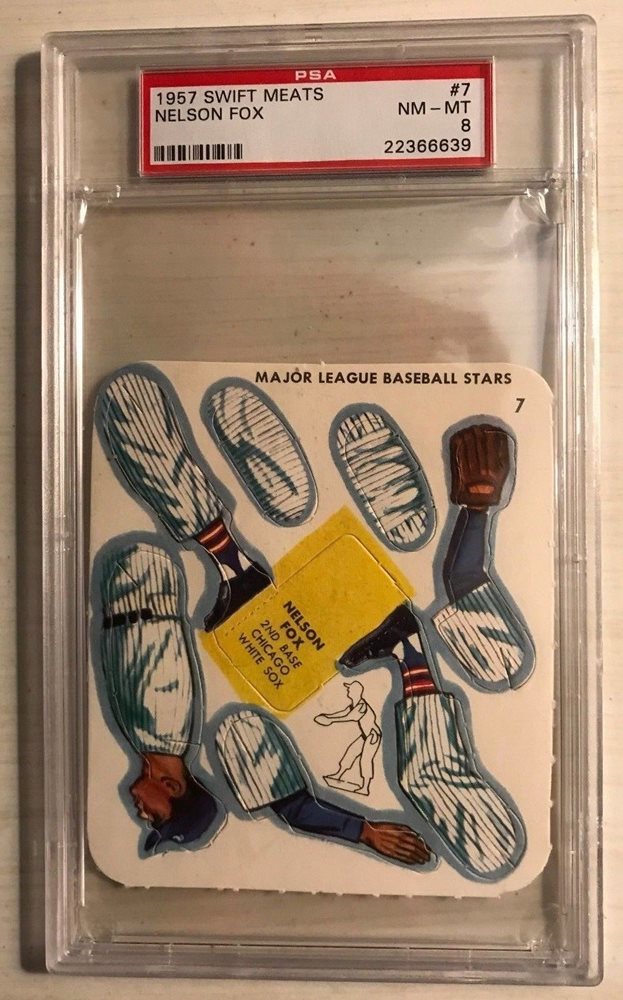 PSA
1957 SWIFT MEATS #7
NELSON FOX NM - MT
8
22366639
MAJOR LEAGUE BASEBALL STARS
7
NELSON
FOX
2ND BASE
CHICAGO
WHITE SOX